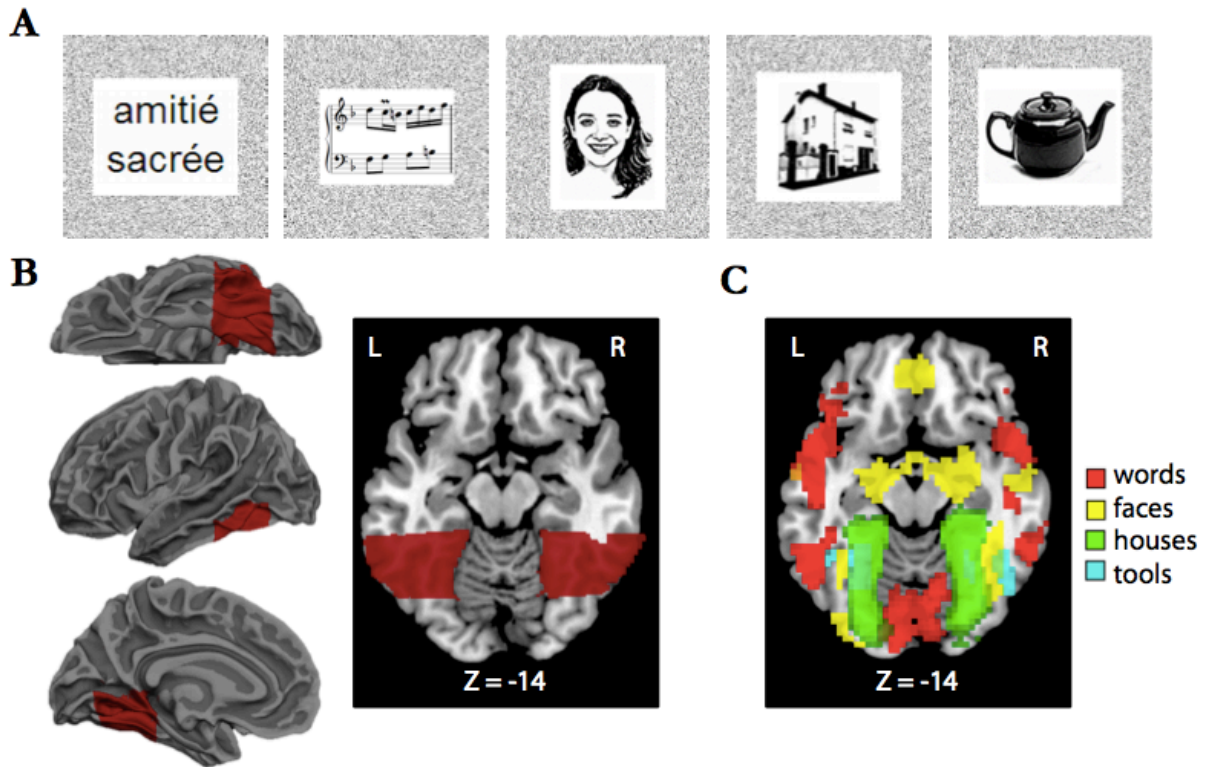 A
amitié
sacrée
B
L
R
Z = -14
C
L
R
Z = -14
words
faces
houses
tools